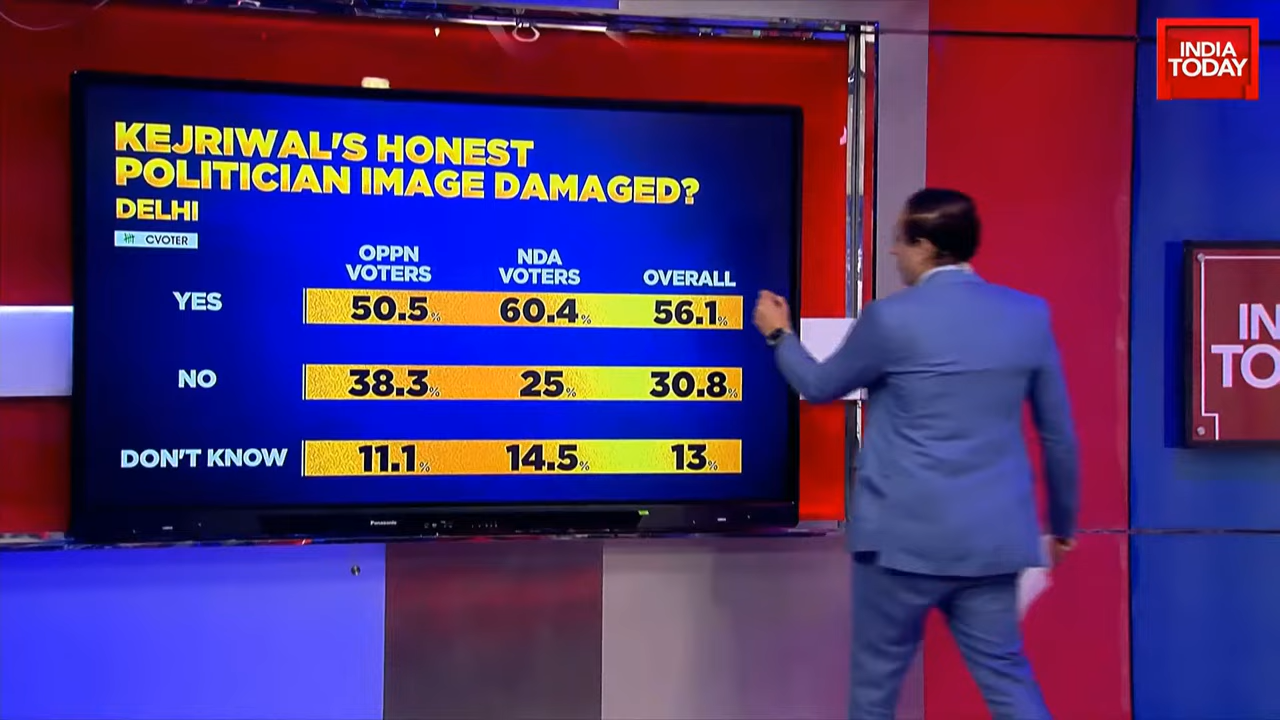 INDIA
TODAY
KEJRIWAL'S HONEST
POLITICIAN IMAGE DAMAGED?
DELHI
CVOTER
OPPN
VOTERS
NDA
VOTERS
OVERALL
YES 50.5% 60.4% 56.1%
NO 38.3% 25% 30.8%
DON'T KNOW 11.1% 14.5% 13%
Panasonic
IN
TO